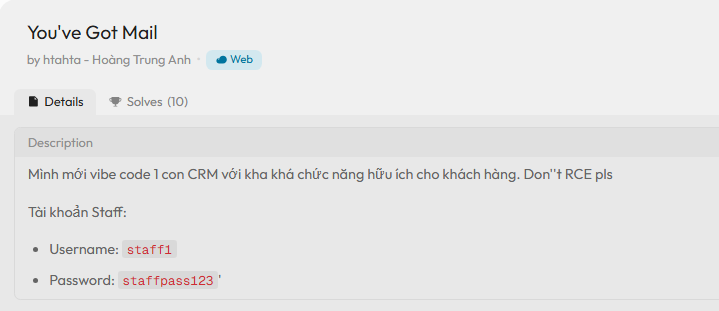 You've Got Mail
by htahta - Hoàng Trung Anh · Web
Details Solves (10)
Description
Mình mới vibe code 1 con CRM với kha khá chức năng hữu ích cho khách hàng. Don''t RCE pls
Tài khoản Staff:
• Username: staff1
• Password: staffpass123'